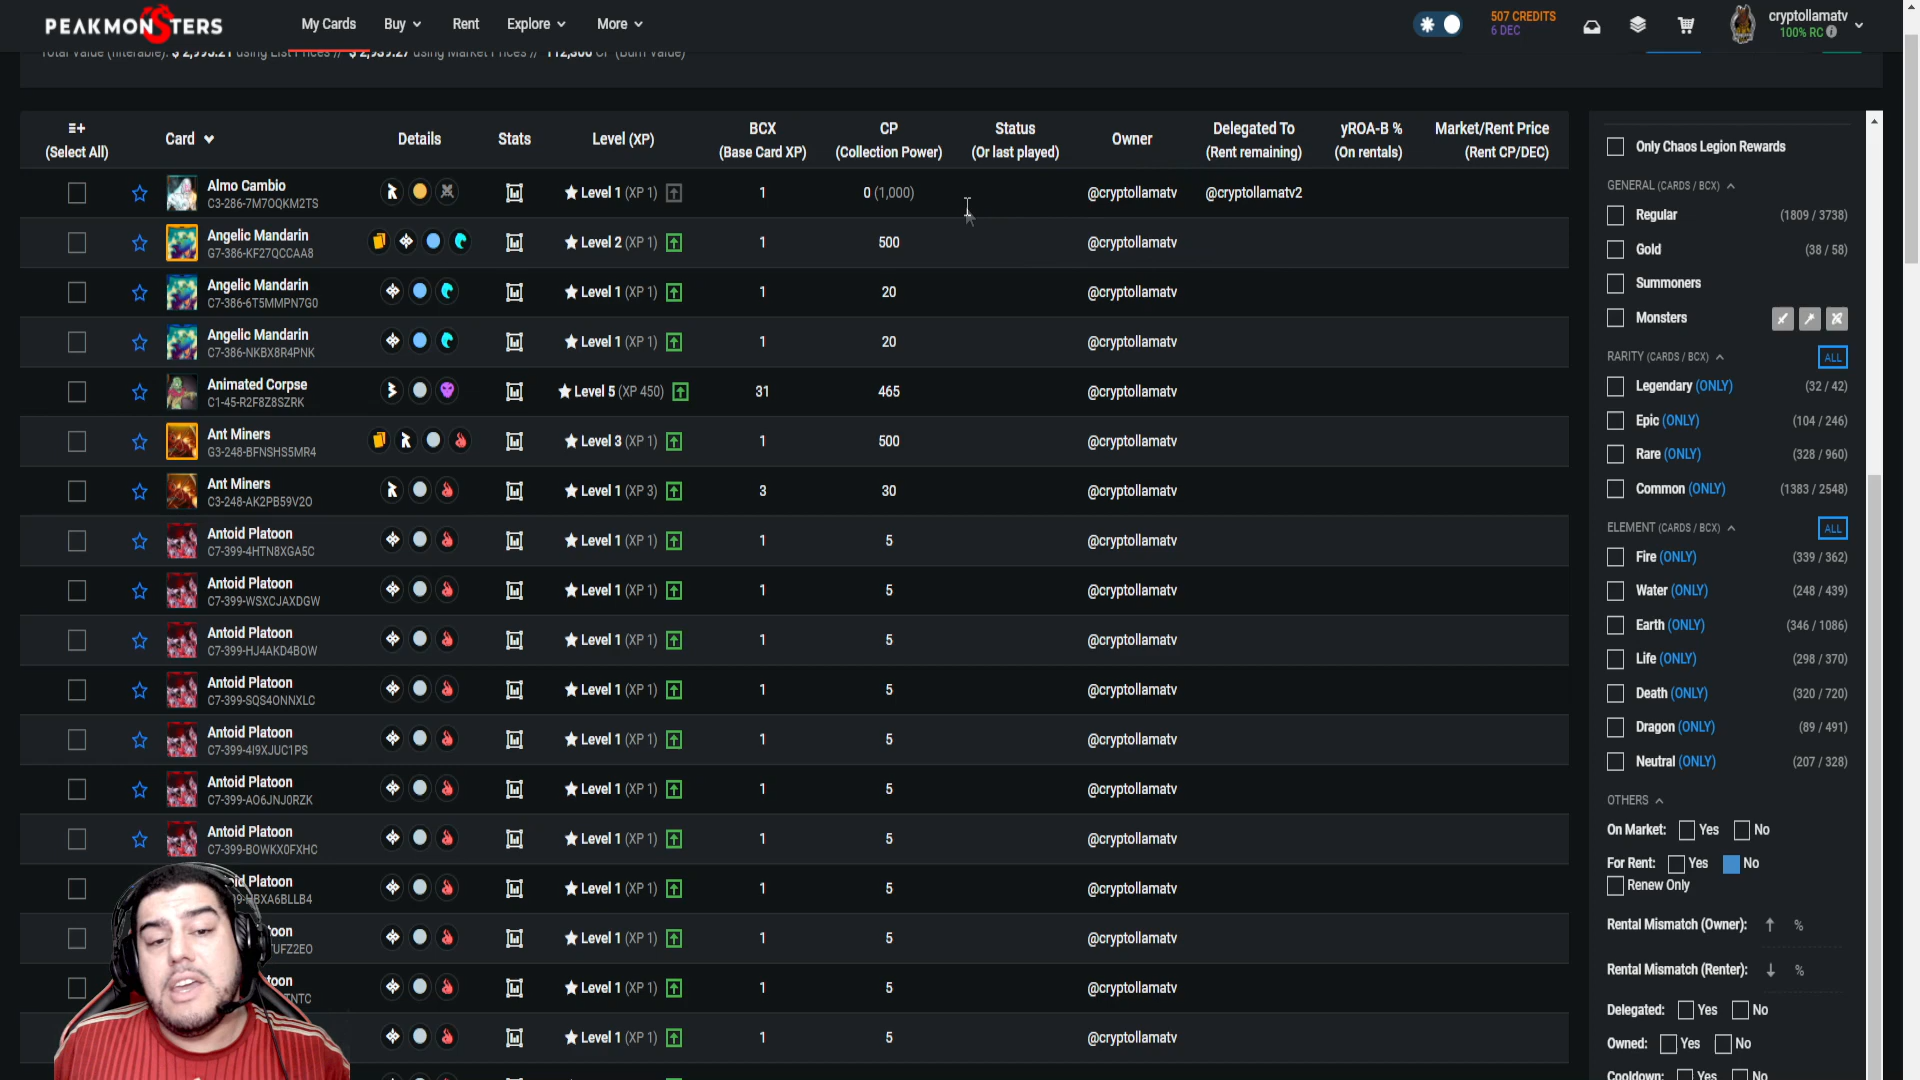 PEAKMONSTERS
My Cards
Buy
Rent
Explore
More
507 CREDITS
6 DEC
cryptollamatv
100% RC
using List Prices //
using Market Prices //
≡+
(Select All)
Card
Details
Stats
Level (XP)
BCX
(Base Card XP)
CP
(Collection Power)
Status
(Or last played)
Owner
Delegated To
(Rent remaining)
yROA-B %
(On rentals)
Market/Rent Price
(Rent CP/DEC)
Almo Cambio
C3-286-7M7OQKM2TS
Level 1 (XP 1)
1
0 (1,000)
@cryptollamatv
@cryptollamatv2
Angelic Mandarin
G7-386-KF27QCCAA8
Level 2 (XP 1)
1
500
@cryptollamatv
Angelic Mandarin
C7-386-6T5MMPN7G0
Level 1 (XP 1)
1
20
@cryptollamatv
Angelic Mandarin
C7-386-NKBX8R4PNK
Level 1 (XP 1)
1
20
@cryptollamatv
Animated Corpse
C1-45-R2F8Z8SZRK
Level 5 (XP 450)
31
465
@cryptollamatv
Ant Miners
G3-248-BFNSHS5MR4
Level 3 (XP 1)
1
500
@cryptollamatv
Ant Miners
C3-248-AK2PB59V2O
Level 1 (XP 3)
3
30
@cryptollamatv
Antoid Platoon
C7-399-4HTN8XGA5C
Level 1 (XP 1)
1
5
@cryptollamatv
Antoid Platoon
C7-399-WSXCJAXDGW
Level 1 (XP 1)
1
5
@cryptollamatv
Antoid Platoon
C7-399-HJ4AKD4BOW
Level 1 (XP 1)
1
5
@cryptollamatv
Antoid Platoon
C7-399-SQS4ONNXLC
Level 1 (XP 1)
1
5
@cryptollamatv
Antoid Platoon
C7-399-4I9XJUC1PS
Level 1 (XP 1)
1
5
@cryptollamatv
Antoid Platoon
C7-399-AO6JNJ0RZK
Level 1 (XP 1)
1
5
@cryptollamatv
Antoid Platoon
C7-399-BOWKX0FXHC
Level 1 (XP 1)
1
5
@cryptollamatv
Platoon
Level 1 (XP 1)
1
5
@cryptollamatv
Level 1 (XP 1)
1
5
@cryptollamatv
Level 1 (XP 1)
1
5
@cryptollamatv
Level 1 (XP 1)
1
5
@cryptollamatv
Only Chaos Legion Rewards
GENERAL (CARDS / BCX)
Regular (1809 / 3738)
Gold (38 / 58)
Summoners
Monsters
RARITY (CARDS / BCX) ALL
Legendary (ONLY) (32 / 42)
Epic (ONLY) (104 / 246)
Rare (ONLY) (328 / 960)
Common (ONLY) (1383 / 2548)
ELEMENT (CARDS / BCX) ALL
Fire (ONLY) (339 / 362)
Water (ONLY) (248 / 439)
Earth (ONLY) (346 / 1086)
Life (ONLY) (298 / 370)
Death (ONLY) (320 / 720)
Dragon (ONLY) (89 / 491)
Neutral (ONLY) (207 / 328)
OTHERS
On Market: Yes No
For Rent: Yes No
Renew Only
Rental Mismatch (Owner): ↑ %
Rental Mismatch (Renter): ↓ %
Delegated: Yes No
Owned: Yes No
Cooldown: Yes No